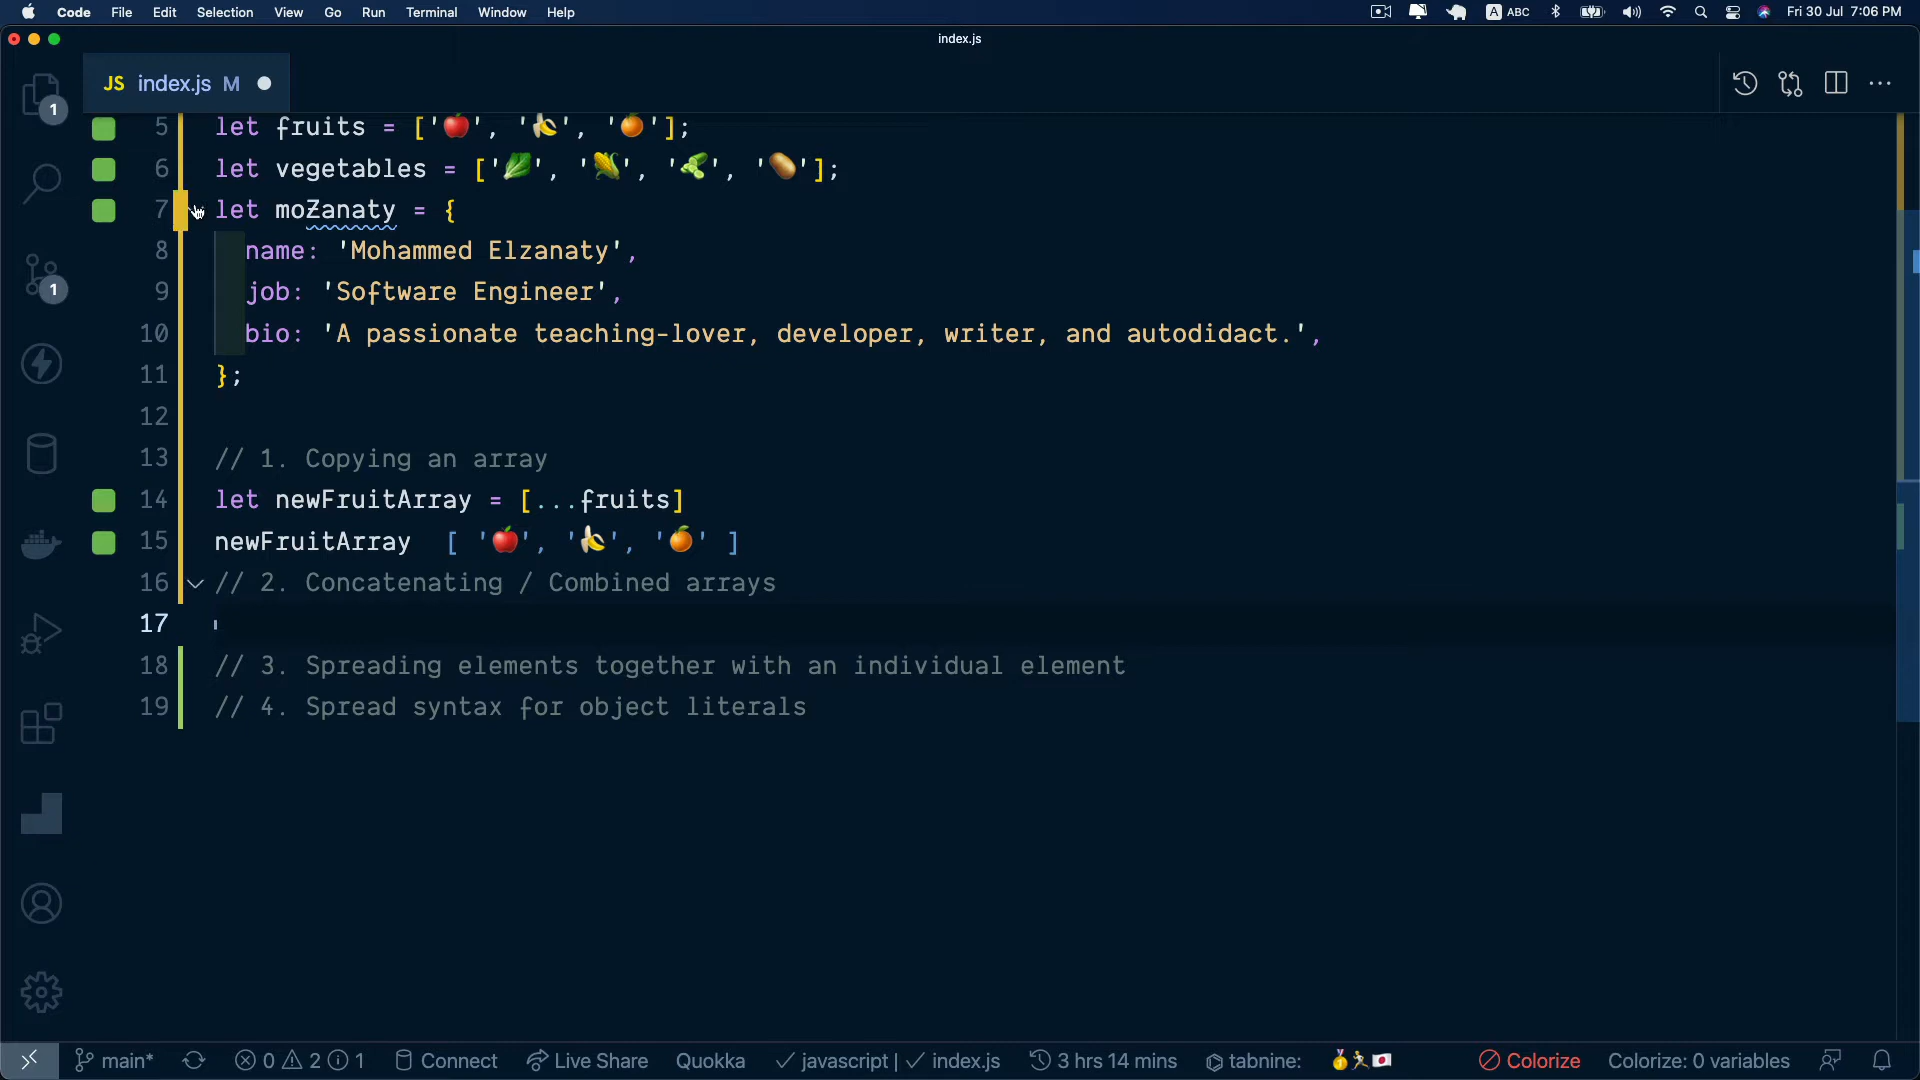 Code File Edit Selection View Go Run Terminal Window Help A ABC Fri 30 Jul 7:06 PM
index.js
JS index.js M
5 let fruits = ['🍎', '🍌', '🍊'];
6 let vegetables = ['🥬', '🌽', '🥒', '🥔'];
7 let moZanaty = {
8 name: 'Mohammed Elzanaty',
9 job: 'Software Engineer',
10 bio: 'A passionate teaching-lover, developer, writer, and autodidact.',
11 };
12
13 // 1. Copying an array
14 let newFruitArray = [...fruits]
15 newFruitArray [ '🍎', '🍌', '🍊' ]
16 // 2. Concatenating / Combined arrays
17
18 // 3. Spreading elements together with an individual element
19 // 4. Spread syntax for object literals
1
1
main* 0 2 1 Connect Live Share Quokka javascript | index.js 3 hrs 14 mins tabnine: 🥇🏃🇯🇵 Colorize Colorize: 0 variables